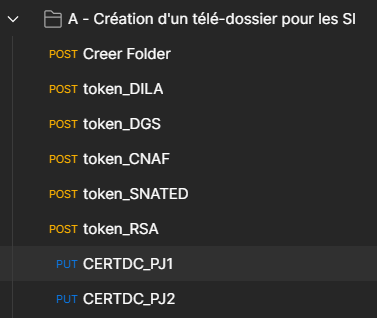 A - Création d'un télé-dossier pour les SI
POST Creer Folder
POST token_DILA
POST token_DGS
POST token_CNAF
POST token_SNATED
POST token_RSA
PUT CERTDC_PJ1
PUT CERTDC_PJ2